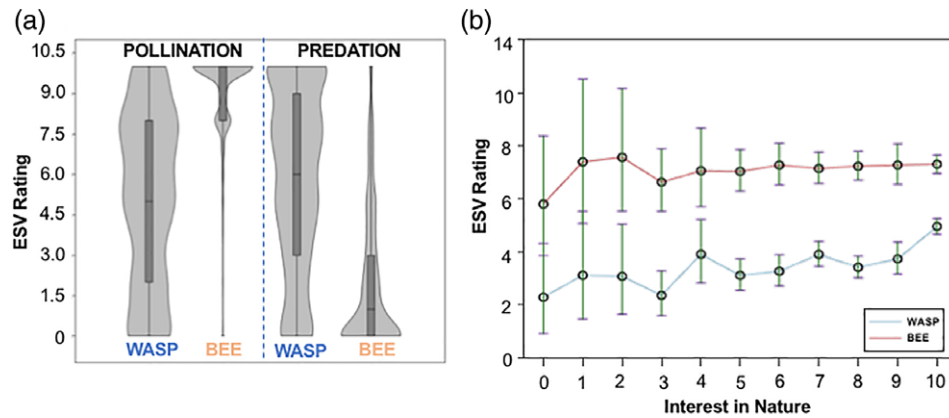 (a)
POLLINATION PREDATION
ESV Rating
10.5
9.0
7.5
6.0
4.5
3.0
1.5
0
WASP BEE WASP BEE
(b)
ESV Rating
14
12
10
8
6
4
2
0
WASP
BEE
0 1 2 3 4 5 6 7 8 9 10
Interest in Nature